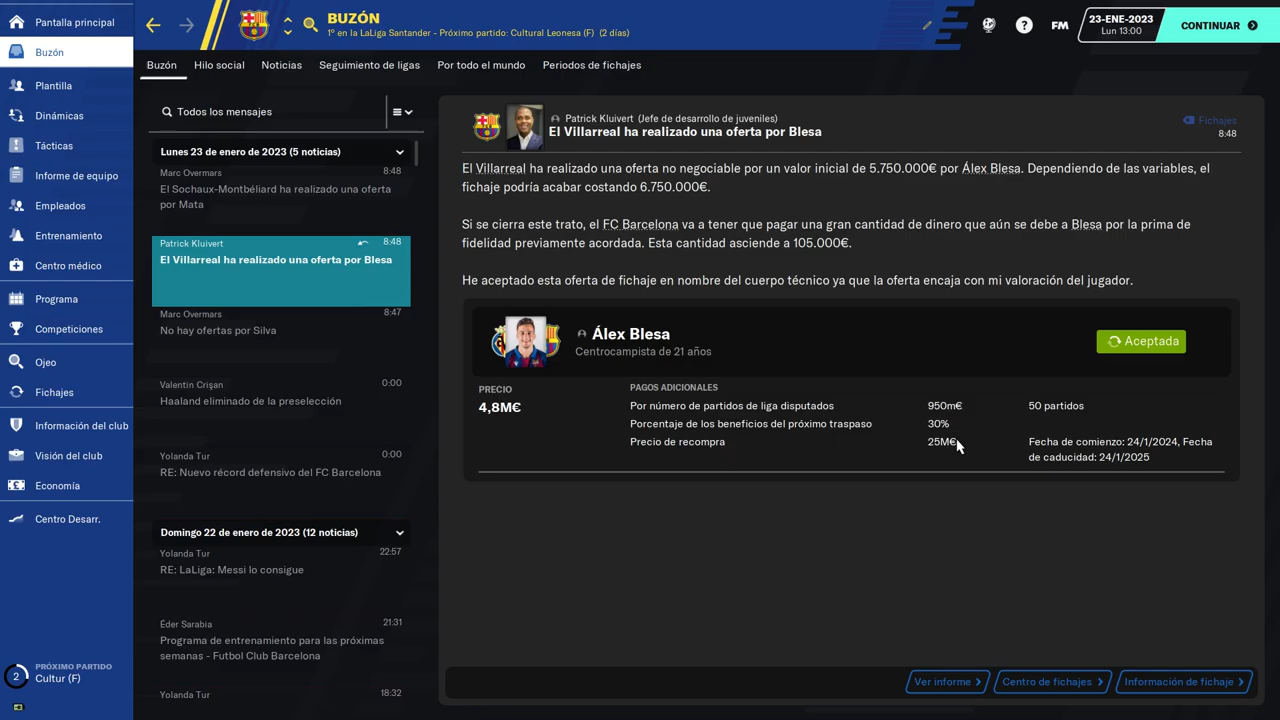 Pantalla principal
Buzón
Plantilla
Dinámicas
Tácticas
Informe de equipo
Empleados
Entrenamiento
Centro médico
Programa
Competiciones
Ojeo
Fichajes
Información del club
Visión del club
Economía
Centro Desarr.
2
PRÓXIMO PARTIDO
Cultur (F)
BUZÓN
1º en la LaLiga Santander - Próximo partido: Cultural Leonesa (F) (2 días)
FM
23-ENE-2023
Lun 13:00
CONTINUAR
Buzón
Hilo social
Noticias
Seguimiento de ligas
Por todo el mundo
Periodos de fichajes
Todos los mensajes
Lunes 23 de enero de 2023 (5 noticias)
Marc Overmars 8:48
El Sochaux-Montbéliard ha realizado una oferta
por Mata
Patrick Kluivert 8:48
El Villarreal ha realizado una oferta por Blesa
Marc Overmars 8:47
No hay ofertas por Silva
Valentin Crişan 0:00
Haaland eliminado de la preselección
Yolanda Tur 0:00
RE: Nuevo récord defensivo del FC Barcelona
Domingo 22 de enero de 2023 (12 noticias)
Yolanda Tur 22:57
RE: LaLiga: Messi lo consigue
Éder Sarabia 21:31
Programa de entrenamiento para las próximas
semanas - Futbol Club Barcelona
Yolanda Tur 18:32
Patrick Kluivert (Jefe de desarrollo de juveniles)
El Villarreal ha realizado una oferta por Blesa
Fichajes
8:48
El Villarreal ha realizado una oferta no negociable por un valor inicial de 5.750.000€ por Álex Blesa. Dependiendo de las variables, el
fichaje podría acabar costando 6.750.000€.
Si se cierra este trato, el FC Barcelona va a tener que pagar una gran cantidad de dinero que aún se debe a Blesa por la prima de
fidelidad previamente acordada. Esta cantidad asciende a 105.000€.
He aceptado esta oferta de fichaje en nombre del cuerpo técnico ya que la oferta encaja con mi valoración del jugador.
Álex Blesa
Centrocampista de 21 años
Aceptada
PRECIO
4,8M€
PAGOS ADICIONALES
Por número de partidos de liga disputados 950m€ 50 partidos
Porcentaje de los beneficios del próximo traspaso 30%
Precio de recompra 25M€ Fecha de comienzo: 24/1/2024, Fecha
de caducidad: 24/1/2025
Ver informe
Centro de fichajes
Información de fichaje